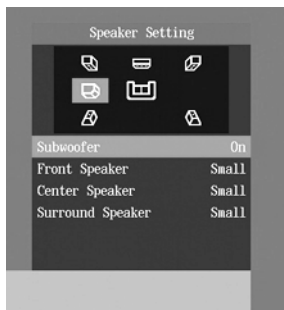 Speaker Setting
Subwoofer On
Front Speaker Small
Center Speaker Small
Surround Speaker Small